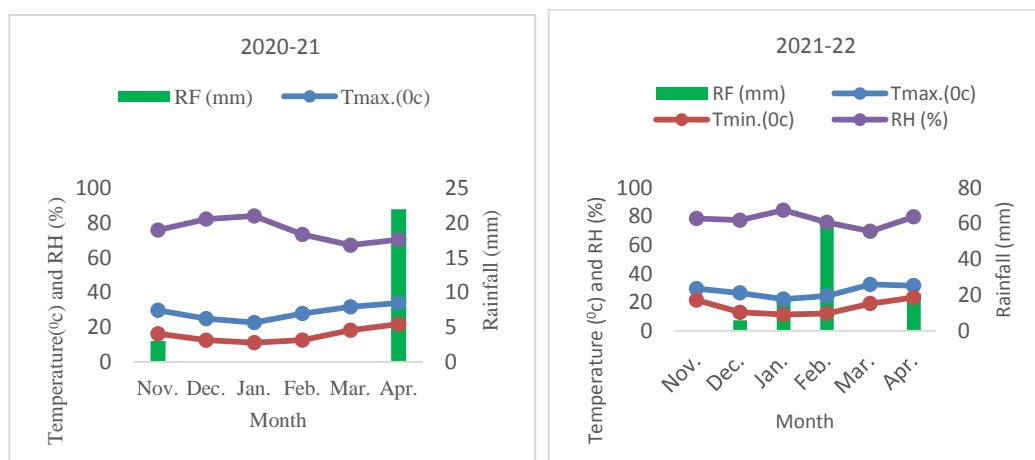 2020-21
RF (mm) Tmax.(0c)
Temperature(⁰c) and RH (%)
100
80
60
40
20
0
25
20
15
10
5
0
Rainfall (mm)
Nov. Dec. Jan. Feb. Mar. Apr.
Month
2021-22
RF (mm) Tmax.(0c)
Tmin.(0c) RH (%)
Temperature (⁰c) and RH (%)
100
80
60
40
20
0
80
60
40
20
0
Rainfall (mm)
Nov. Dec. Jan. Feb. Mar. Apr.
Month